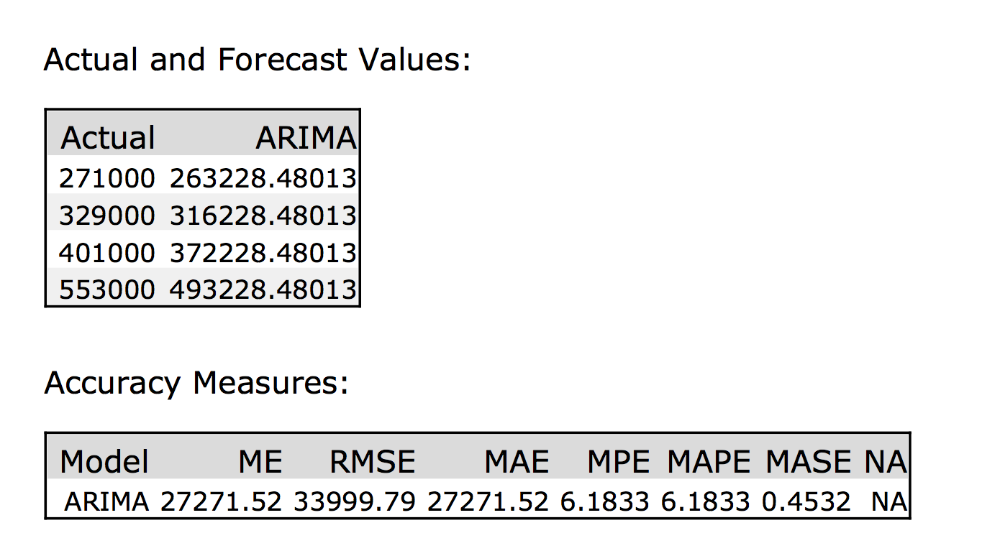 Actual and Forecast Values:
Actual ARIMA
271000 263228.48013
329000 316228.48013
401000 372228.48013
553000 493228.48013
Accuracy Measures:
Model ME RMSE MAE MPE MAPE MASE NA
ARIMA 27271.52 33999.79 27271.52 6.1833 6.1833 0.4532 NA